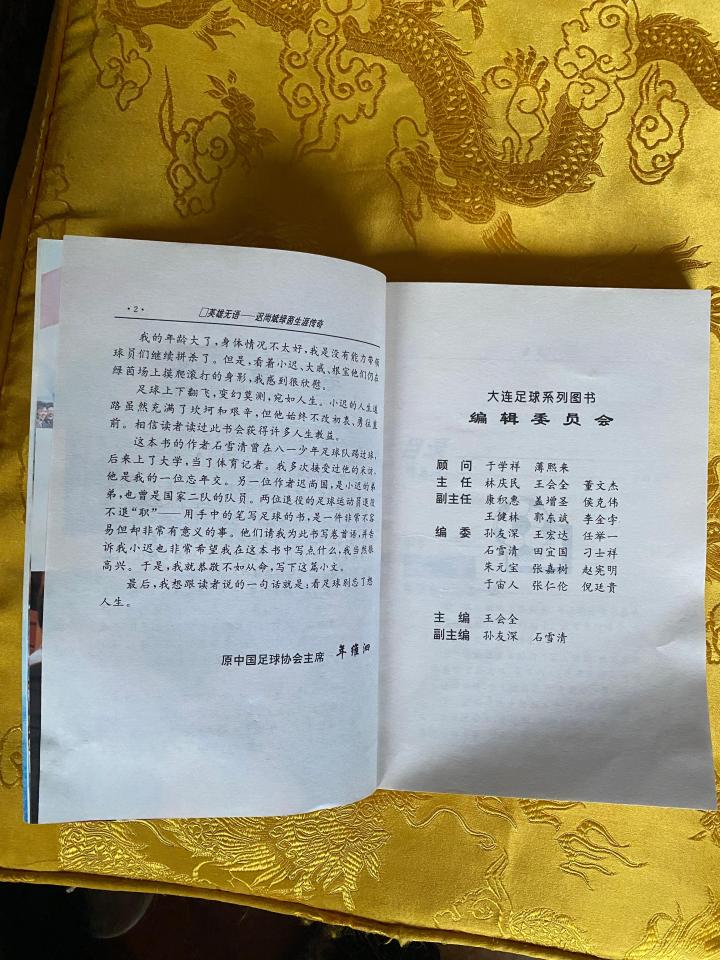 ·2· □英雄无语——迟尚斌绿茵生涯传奇
我的年龄大了,身体情况不太好,我是没有能力带领
球员们继续拼杀了。但是,看着小迟、大戚、根宝他们仍在
绿茵场上摸爬滚打的身影,我感到很欣慰。
足球上下翻飞,变幻莫测,宛如人生。小迟的人生道
路虽然充满了坎坷和艰辛,但他始终不改初衷、勇往直
前。相信读者读过此书会获得许多人生教益。
这本书的作者石雪清曾在八一少年足球队踢过球,
后来上了大学,当了体育记者。我多次接受过他的采访,
他是我的一位忘年交。另一位作者迟尚国,是小迟的弟
弟,也曾是国家二队的队员。两位退役的足球运动员退役
不退“职”——用手中的笔写足球的书,是一件非常不容
易但却非常有意义的事。他们请我为此书写卷首语,并告
诉我小迟也非常希望我在这本书中写点什么,我当然很
高兴。于是,我就恭敬不如从命,写下这篇小文。
最后,我想跟读者说的一句话就是:看足球别忘了想
人生。
原中国足球协会主席 年维泗
大连足球系列图书
编辑委员会
顾 问 于学祥 薄熙来
主 任 林庆民 王会全 董文杰
副主任 康积惠 盖增圣 侯克伟
王健林 郭东斌 李金宇
编 委 孙友深 王宏达 任举一
石雪清 田宜国 刁士祥
朱元宝 张嘉树 赵宪明
于宙人 张仁伦 倪廷贵
主 编 王会全
副主编 孙友深 石雪清